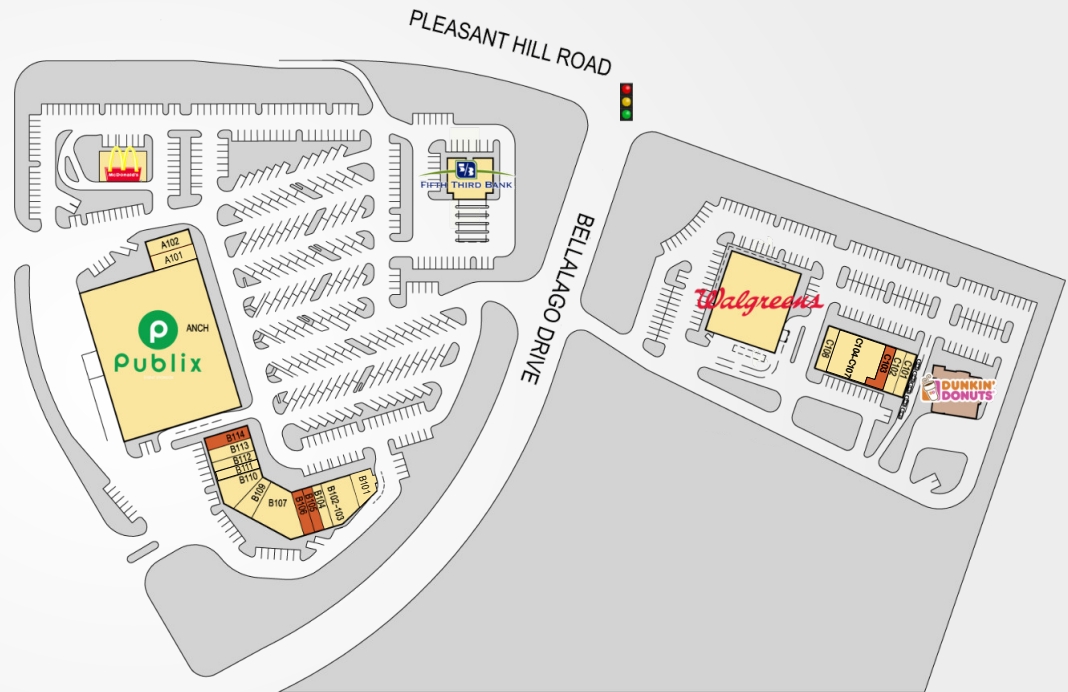 PLEASANT HILL ROAD
BELLALAGO DRIVE
McDonald's
FIFTH THIRD BANK
A102
A101
P
Publix
ANCH
Walgreens
C108
C104-C107
C103
C102
C101
DUNKIN'
DONUTS
B114
B113
B112
B111
B110
B109
B107
B106
B105
B104
B102-103
B101